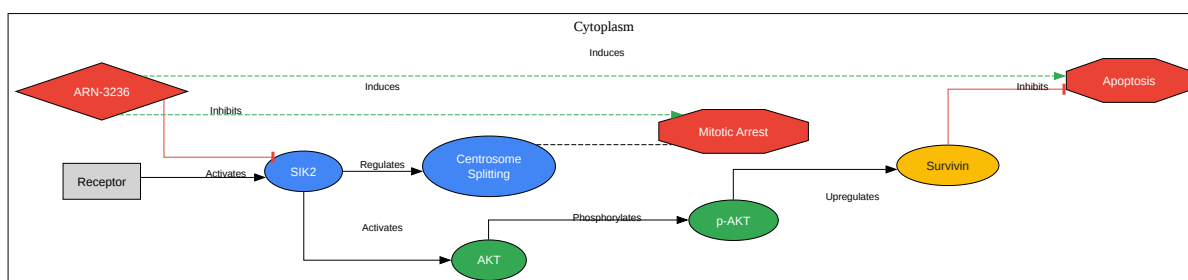 Cytoplasm
Induces
ARN-3236
Induces
Inhibits
Apoptosis
Inhibits
Mitotic Arrest
Receptor
Activates
SIK2
Regulates
Centrosome
Splitting
Survivin
Activates
AKT
Phosphorylates
p-AKT
Upregulates